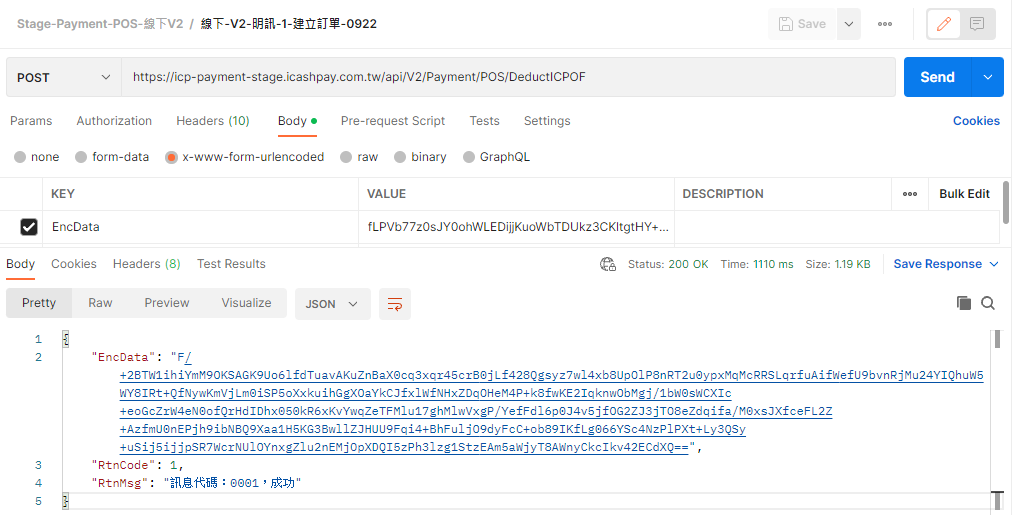 Stage-Payment-POS-線下V2 / 線下-V2-明訊-1-建立訂單-0922
Save
POST
https://icp-payment-stage.icashpay.com.tw/api/V2/Payment/POS/DeductICPOF
Send
Params Authorization Headers (10) Body Pre-request Script Tests Settings Cookies
none form-data x-www-form-urlencoded raw binary GraphQL
KEY VALUE DESCRIPTION Bulk Edit
EncData fLPVb77z0sJY0ohWLEDijjKuoWbTDUkz3CKltgtHY+...
Body Cookies Headers (8) Test Results Status: 200 OK Time: 1110 ms Size: 1.19 KB Save Response
Pretty Raw Preview Visualize JSON
1 {
2 "EncData": "F/
+2BTW1ihiYmM9OKSAGK9Uo6lfdTuavAKuZnBaX0cq3xqr45crB0jLf428Qgsyz7wl4xb8UpOlP8nRT2u0ypxMqMcRRSLqrfuAifWefU9bvnRjMu24YIQhuW5
WY8IRt+QfNywKmVjLm0iSP5oXxkuihGgXOaYkCJfxlWfNHxZDqOHeM4P+k8fwKE2IqknwObMgj/1bW0sWCXIc
+eoGcZrW4eN0ofQrHdIDhx050kR6xKvYwqZeTFMlu17ghMlwVxgP/YefFdl6p0J4v5jfOG2ZJ3jTO8eZdqifa/M0xsJXfceFL2Z
+AzfmU0nEPjh9ibNBQ9Xaa1H5KG3BwllZJHUU9Fqi4+BhFuljO9dyFcC+ob89IKfLg066YSc4NzPlPXt+Ly3QSy
+uSij5ijjpSR7WcrNUlOYnxgZlu2nEMjOpXDQI5zPh3lzg1StzEAm5aWjyT8AWnyCkcIkv42ECdXQ==",
3 "RtnCode": 1,
4 "RtnMsg": "訊息代碼：0001，成功"
5 }